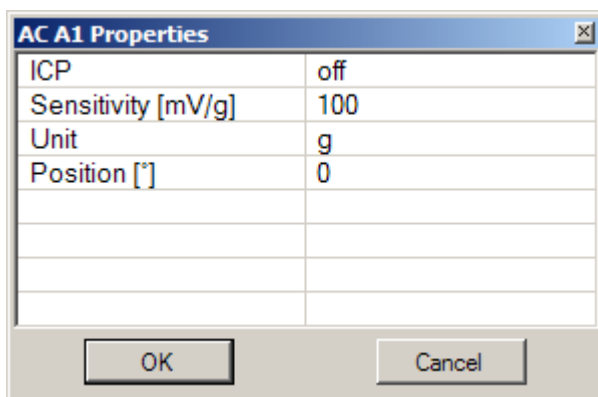 AC A1 Properties
ICP off
Sensitivity [mV/g] 100
Unit g
Position [°] 0
OK Cancel